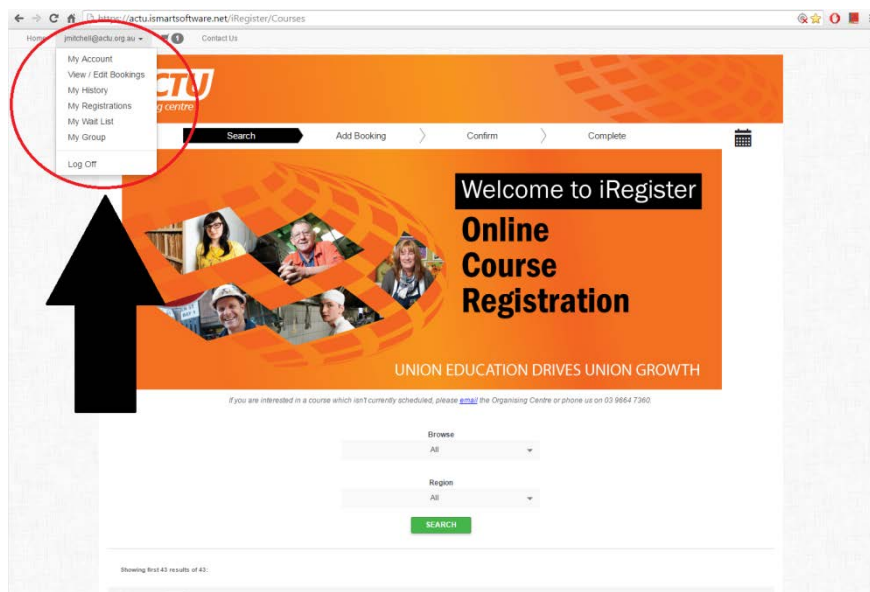 https://actu.ismartsoftware.net/iRegister/Courses
jmitchell@actu.org.au 1 Contact Us
My Account
View / Edit Bookings
My History
My Registrations
My Wait List
My Group
Log Off
CTU
centre
Search Add Booking Confirm Complete
Welcome to iRegister
Online
Course
Registration
UNION EDUCATION DRIVES UNION GROWTH
If you are interested in a course which isn't currently scheduled, please email the Organising Centre or phone us on 03 9664 7360.
Browse
All
Region
All
SEARCH
Showing first 43 results of 43: